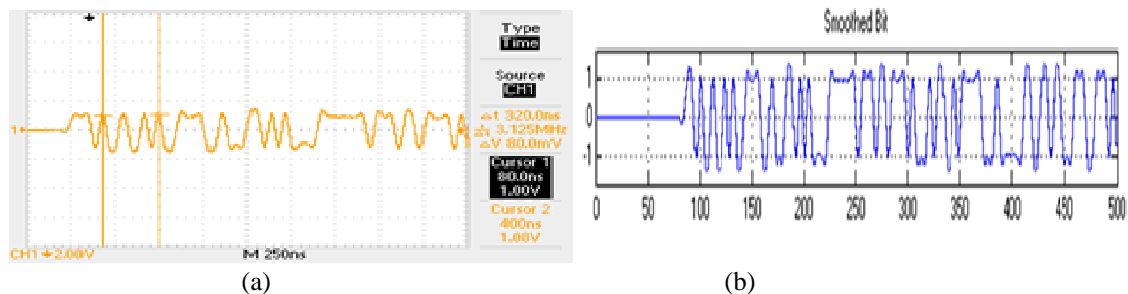 Type
Time
Source
CH1
Δt 320.0ns
3.125MHz
ΔV 80.0mV
Cursor 1
80.0ns
1.00V
Cursor 2
400ns
1.08V
1
CH1 2.00V M 250ns
(a)
Smoothed Bit
1
0
-1
0 50 100 150 200 250 300 350 400 450 500
(b)